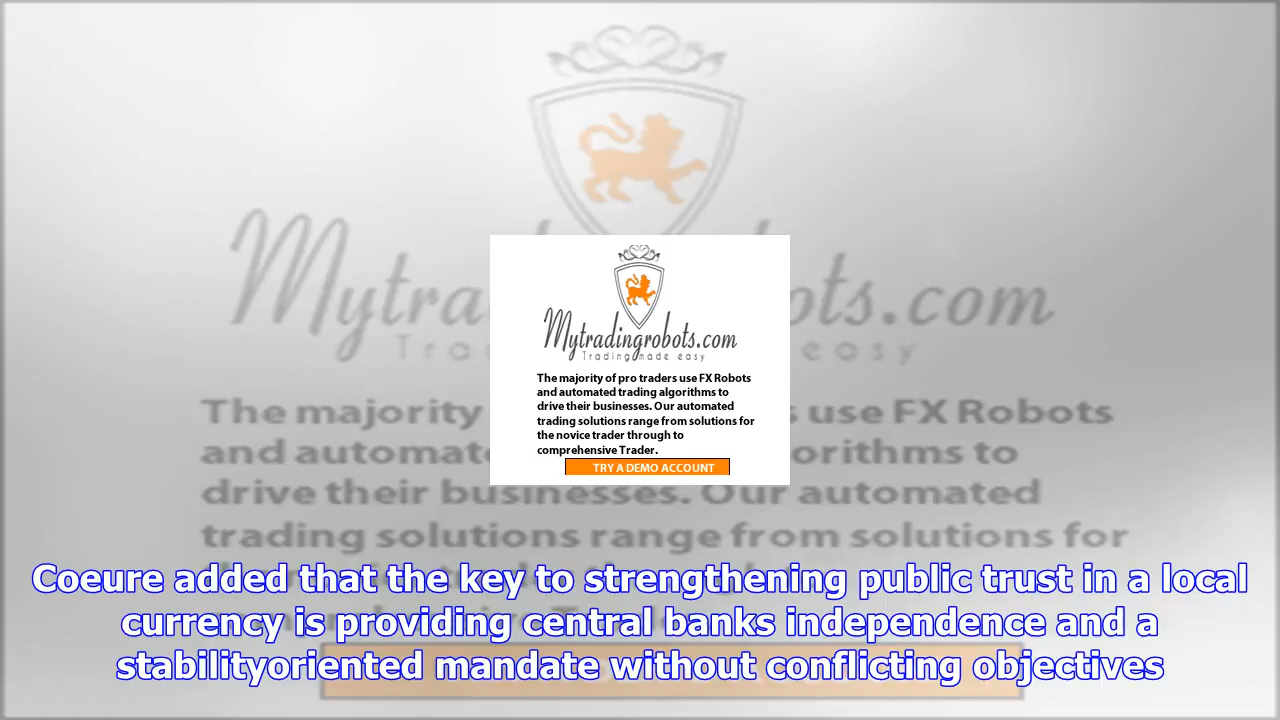 Mytradingrobots.com
Trading made easy
The majority of pro traders use FX Robots
and automated trading algorithms to
drive their businesses. Our automated
trading solutions range from solutions for
the novice trader through to
comprehensive Trader.
TRY A DEMO ACCOUNT
Coeure added that the key to strengthening public trust in a local
currency is providing central banks independence and a
stabilityoriented mandate without conflicting objectives